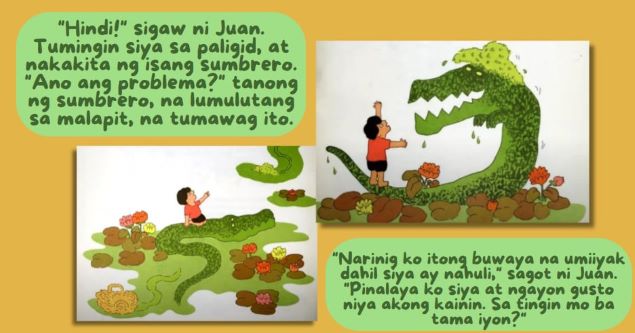 "Hindi!" sigaw ni Juan.
Tumingin siya sa paligid, at
nakakita ng isang sumbrero.
"Ano ang problema?" tanong
ng sumbrero, na lumulutang
sa malapit, na tumawag ito.
"Narinig ko itong buwaya na umiiyak
dahil siya ay nahuli," sagot ni Juan.
"Pinalaya ko siya at ngayon gusto
niya akong kainin. Sa tingin mo ba
tama iyon?"